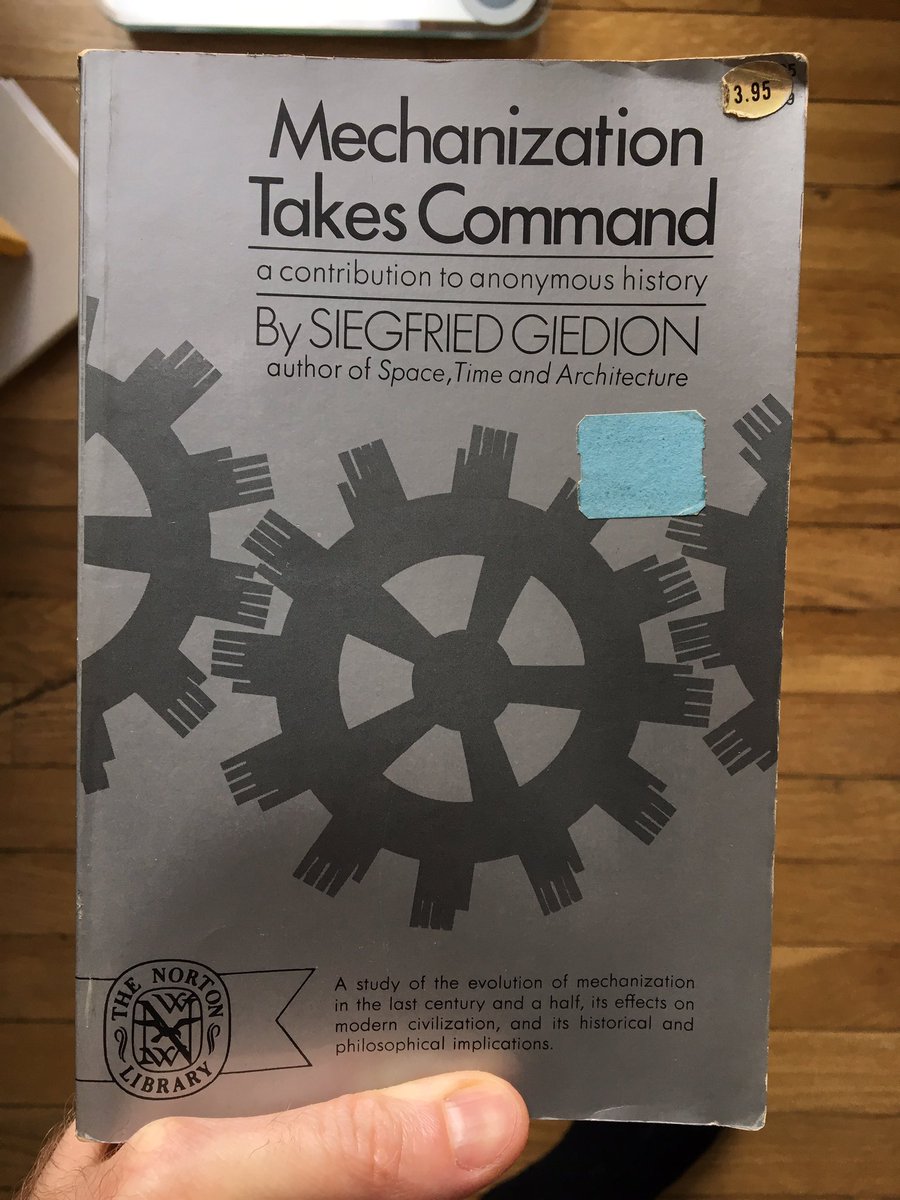 3.95
Mechanization
Takes Command
a contribution to anonymous history
By SIEGFRIED GIEDION
author of Space, Time and Architecture
A study of the evolution of mechanization
in the last century and a half, its effects on
modern civilization, and its historical and
philosophical implications.
THE NORTON
LIBRARY